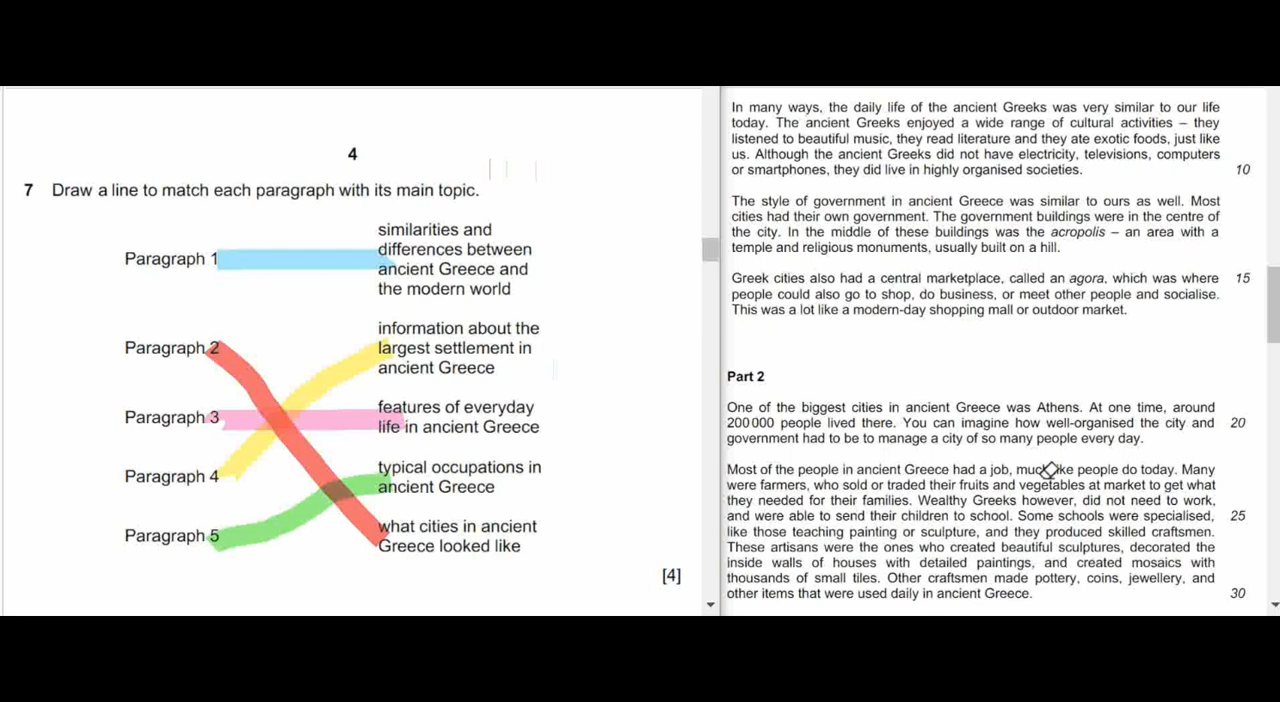 4
7 Draw a line to match each paragraph with its main topic.
Paragraph 1
similarities and
differences between
ancient Greece and
the modern world
Paragraph 2
information about the
largest settlement in
ancient Greece
Paragraph 3
features of everyday
life in ancient Greece
Paragraph 4
typical occupations in
ancient Greece
Paragraph 5
what cities in ancient
Greece looked like
[4]
In many ways, the daily life of the ancient Greeks was very similar to our life
today. The ancient Greeks enjoyed a wide range of cultural activities – they
listened to beautiful music, they read literature and they ate exotic foods, just like
us. Although the ancient Greeks did not have electricity, televisions, computers
or smartphones, they did live in highly organised societies. 10
The style of government in ancient Greece was similar to ours as well. Most
cities had their own government. The government buildings were in the centre of
the city. In the middle of these buildings was the acropolis – an area with a
temple and religious monuments, usually built on a hill.
Greek cities also had a central marketplace, called an agora, which was where 15
people could also go to shop, do business, or meet other people and socialise.
This was a lot like a modern-day shopping mall or outdoor market.
Part 2
One of the biggest cities in ancient Greece was Athens. At one time, around
200 000 people lived there. You can imagine how well-organised the city and 20
government had to be to manage a city of so many people every day.
Most of the people in ancient Greece had a job, much like people do today. Many
were farmers, who sold or traded their fruits and vegetables at market to get what
they needed for their families. Wealthy Greeks however, did not need to work,
and were able to send their children to school. Some schools were specialised, 25
like those teaching painting or sculpture, and they produced skilled craftsmen.
These artisans were the ones who created beautiful sculptures, decorated the
inside walls of houses with detailed paintings, and created mosaics with
thousands of small tiles. Other craftsmen made pottery, coins, jewellery, and
other items that were used daily in ancient Greece. 30